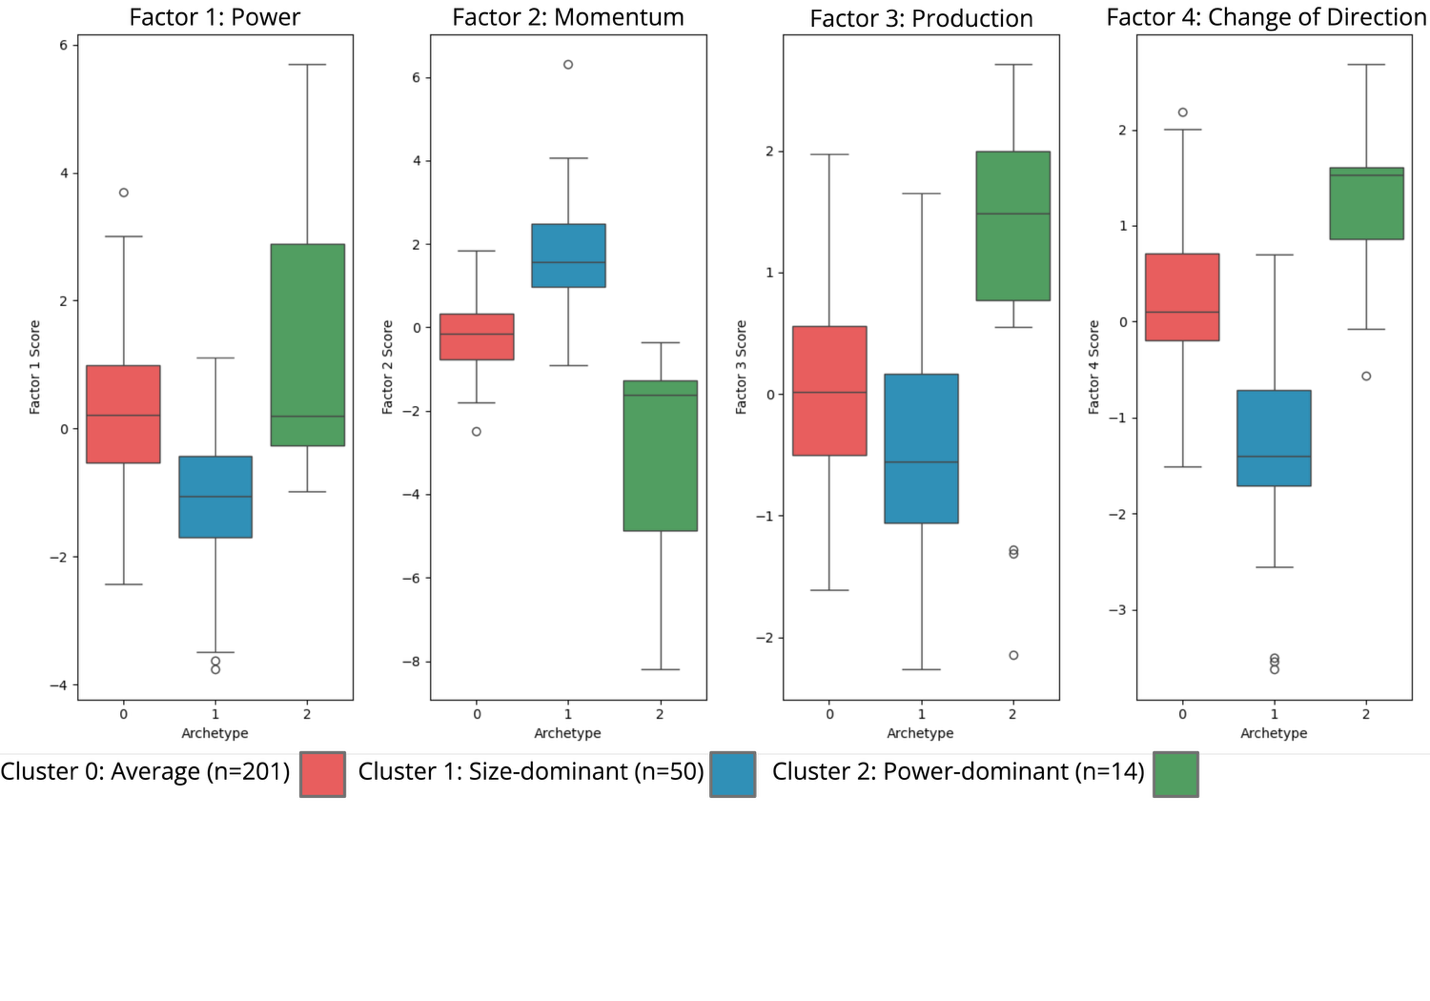 Factor 1: Power
Factor 2: Momentum
Factor 3: Production
Factor 4: Change of Direction
6
4
2
0
−2
−4
Factor 1 Score
0
1
2
Archetype
6
4
2
0
−2
−4
−6
−8
Factor 2 Score
0
1
2
Archetype
2
1
0
−1
−2
Factor 3 Score
0
1
2
Archetype
2
1
0
−1
−2
−3
Factor 4 Score
0
1
2
Archetype
Cluster 0: Average (n=201)
Cluster 1: Size-dominant (n=50)
Cluster 2: Power-dominant (n=14)